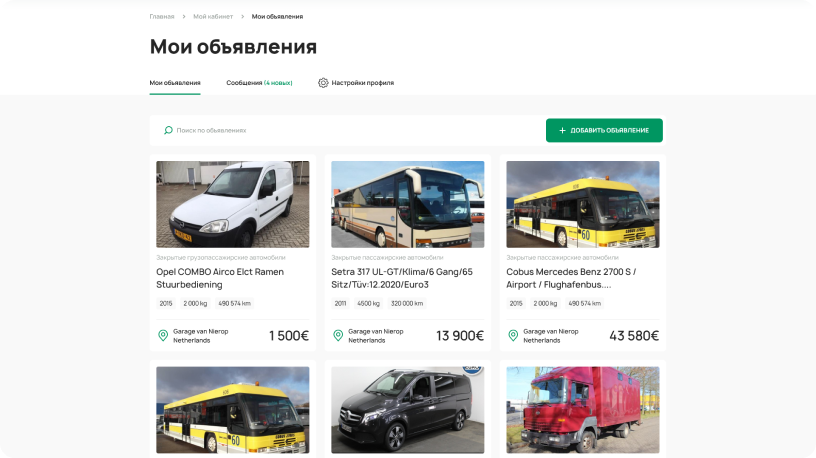 Главная > Мой кабинет > Мои объявления
Мои объявления
Мои объявления Сообщения (4 новых) Настройки профиля
Поиск по объявлениях
+ ДОБАВИТЬ ОБЪЯВЛЕНИЕ
Закрытые грузопассажирские автомобили
Opel COMBO Airco Elct Ramen
Stuurbediening
2015 2 000 kg 490 574 km
Garage van Nierop
Netherlands
1 500€
Закрытые пассажирские автомобили
Setra 317 UL-GT/Klima/6 Gang/65
Sitz/Tüv:12.2020/Euro3
2011 4500 kg 320 000 km
Garage van Nierop
Netherlands
13 900€
60
Закрытые пассажирские автомобили
Cobus Mercedes Benz 2700 S /
Airport / Flughafenbus....
2015 2 000 kg 490 574 km
Garage van Nierop
Netherlands
43 580€
60